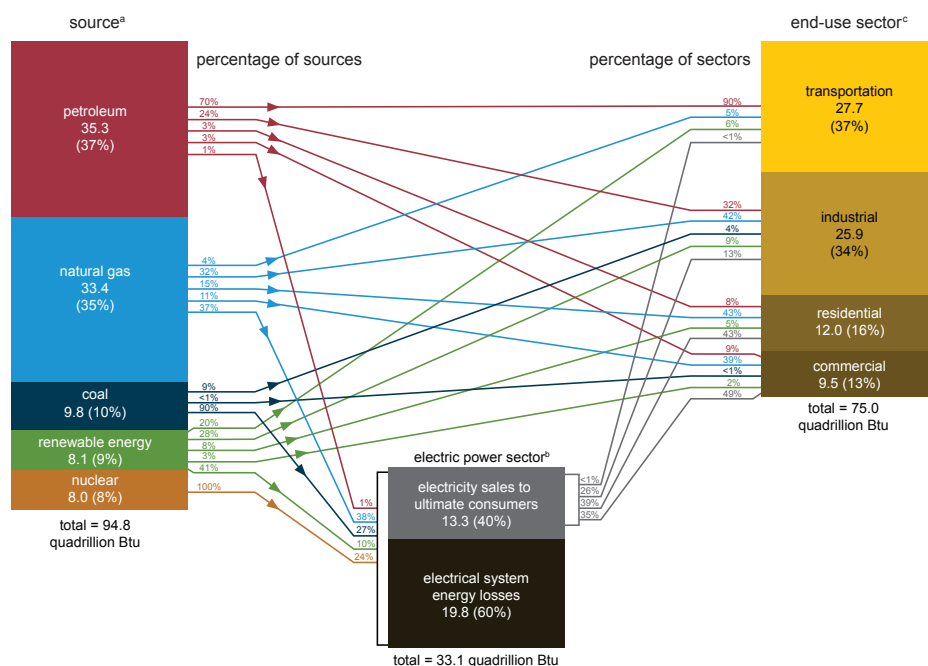 sourceᵃ
end-use sectorᶜ
percentage of sources
percentage of sectors
petroleum
35.3
(37%)
70%
24%
3%
3%
1%
natural gas
33.4
(35%)
4%
32%
15%
11%
37%
coal
9.8 (10%)
9%
<1%
90%
renewable energy
8.1 (9%)
20%
28%
8%
3%
41%
nuclear
8.0 (8%)
100%
total = 94.8
quadrillion Btu
electric power sectorᵇ
1%
38%
27%
10%
24%
electricity sales to
ultimate consumers
13.3 (40%)
electrical system
energy losses
19.8 (60%)
total = 33.1 quadrillion Btu
<1%
26%
39%
35%
90%
5%
6%
<1%
transportation
27.7
(37%)
32%
42%
4%
9%
13%
industrial
25.9
(34%)
8%
43%
5%
43%
residential
12.0 (16%)
9%
39%
<1%
2%
49%
commercial
9.5 (13%)
total = 75.0
quadrillion Btu